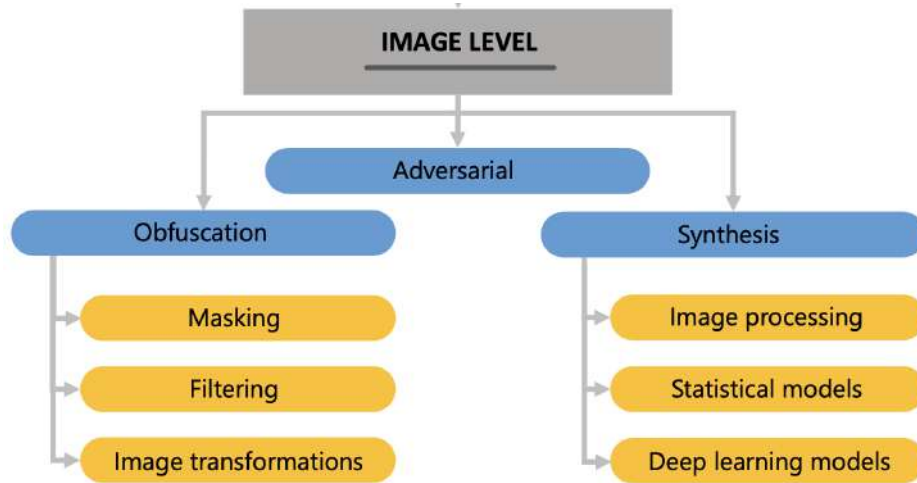 IMAGE LEVEL
Adversarial
Obfuscation
Synthesis
Masking
Image processing
Filtering
Statistical models
Image transformations
Deep learning models